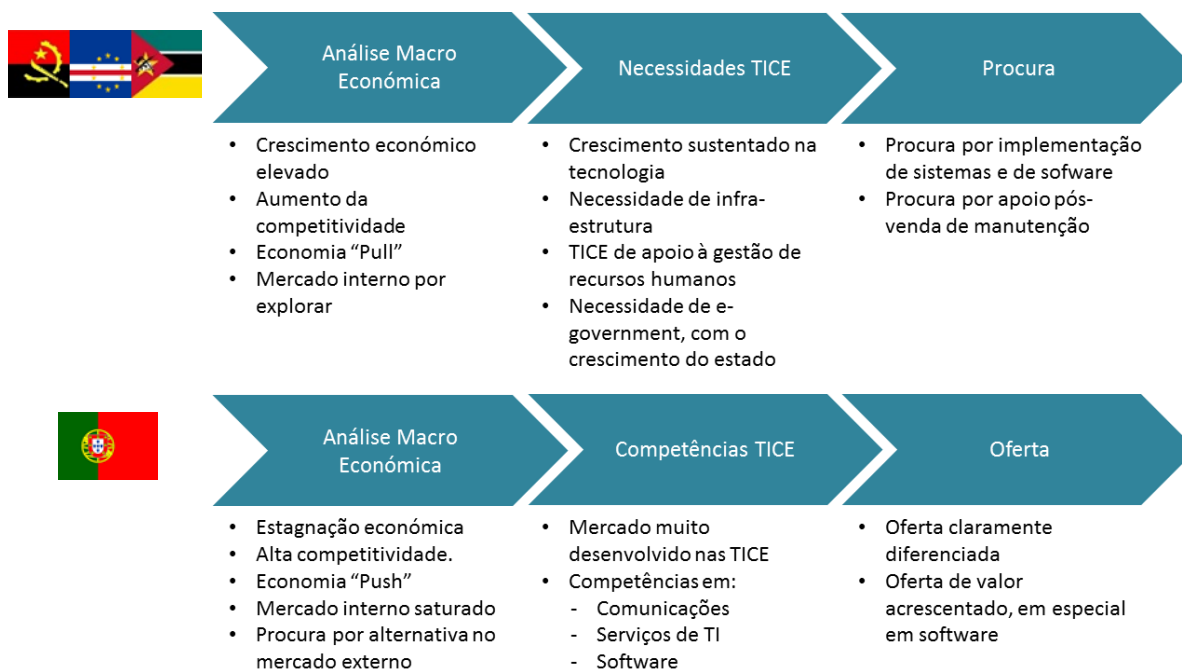 Análise Macro
Económica
Necessidades TICE
Procura
• Crescimento económico
elevado
• Aumento da
competitividade
• Economia “Pull”
• Mercado interno por
explorar
• Crescimento sustentado na
tecnologia
• Necessidade de infra-
estrutura
• TICE de apoio à gestão de
recursos humanos
• Necessidade de e-
government, com o
crescimento do estado
• Procura por implementação
de sistemas e de sofware
• Procura por apoio pós-
venda de manutenção
Análise Macro
Económica
Competências TICE
Oferta
• Estagnação económica
• Alta competitividade.
• Economia “Push”
• Mercado interno saturado
• Procura por alternativa no
mercado externo
• Mercado muito
desenvolvido nas TICE
• Competências em:
- Comunicações
- Serviços de TI
- Software
• Oferta claramente
diferenciada
• Oferta de valor
acrescentado, em especial
em software